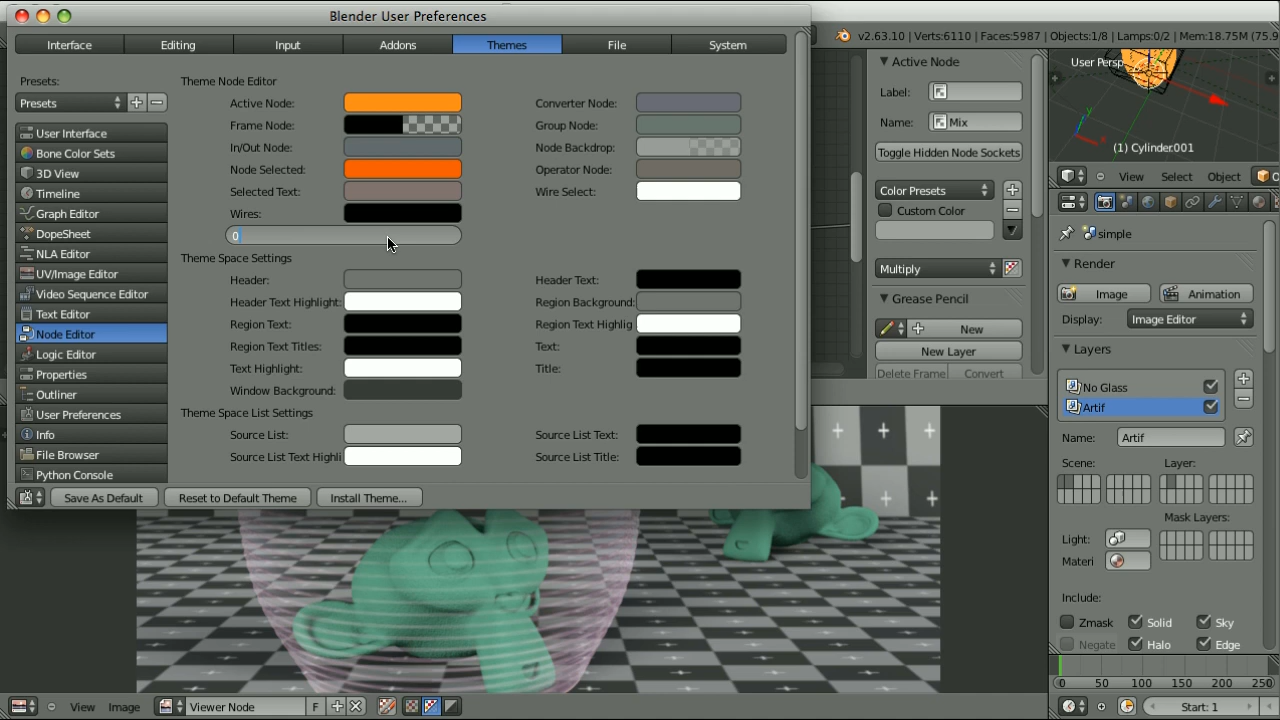 Blender User Preferences
Interface
Editing
Input
Addons
Themes
File
System
Presets:
Presets
User Interface
Bone Color Sets
3D View
Timeline
Graph Editor
DopeSheet
NLA Editor
UV/Image Editor
Video Sequence Editor
Text Editor
Node Editor
Logic Editor
Properties
Outliner
User Preferences
Info
File Browser
Python Console
Theme Node Editor
Active Node:
Converter Node:
Frame Node:
Group Node:
In/Out Node:
Node Backdrop:
Node Selected:
Operator Node:
Selected Text:
Wire Select:
Wires:
0
Theme Space Settings
Header:
Header Text:
Header Text Highlight:
Region Background:
Region Text:
Region Text Highlig
Region Text Titles:
Text:
Text Highlight:
Title:
Window Background:
Theme Space List Settings
Source List:
Source List Text:
Source List Text Highli
Source List Title:
Save As Default
Reset to Default Theme
Install Theme...
v2.63.10 | Verts:6110 | Faces:5987 | Objects:1/8 | Lamps:0/2 | Mem:18.75M (75.9
Active Node
Label:
Name: Mix
Toggle Hidden Node Sockets
Color Presets
Custom Color
Multiply
Grease Pencil
New
New Layer
Delete Frame
Convert
User Persp
(1) Cylinder.001
View
Select
Object
simple
Render
Image
Animation
Display: Image Editor
Layers
No Glass
Artif
Name: Artif
Scene:
Layer:
Mask Layers:
Light:
Materi
Include:
Zmask
Solid
Sky
Negate
Halo
Edge
0 50 100 150 200 250
Start: 1
View
Image
Viewer Node
F